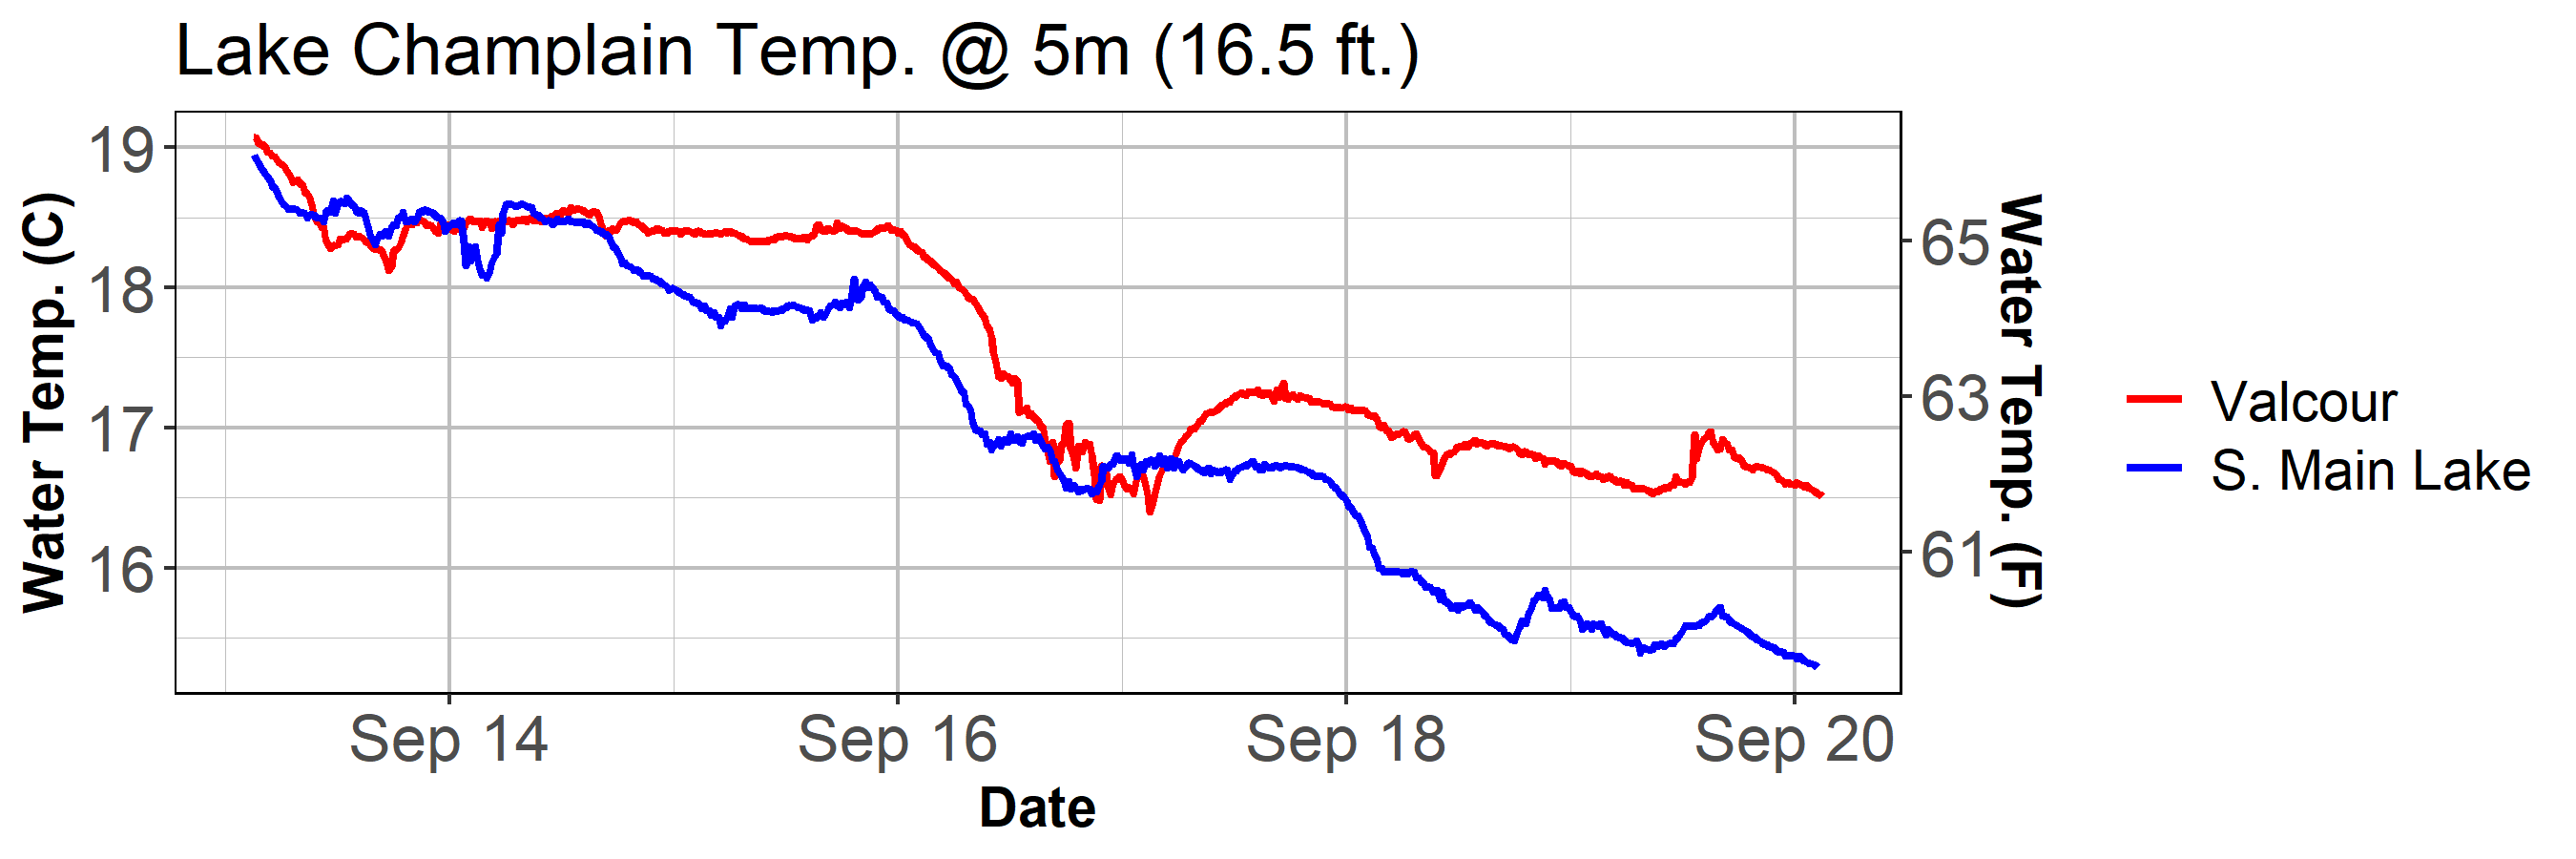 Lake Champlain Temp. @ 5m (16.5 ft.)
Water Temp. (C)
19
18
17
16
65
63
61
Water Temp. (F)
Sep 14
Sep 16
Sep 18
Sep 20
Date
Valcour
S. Main Lake